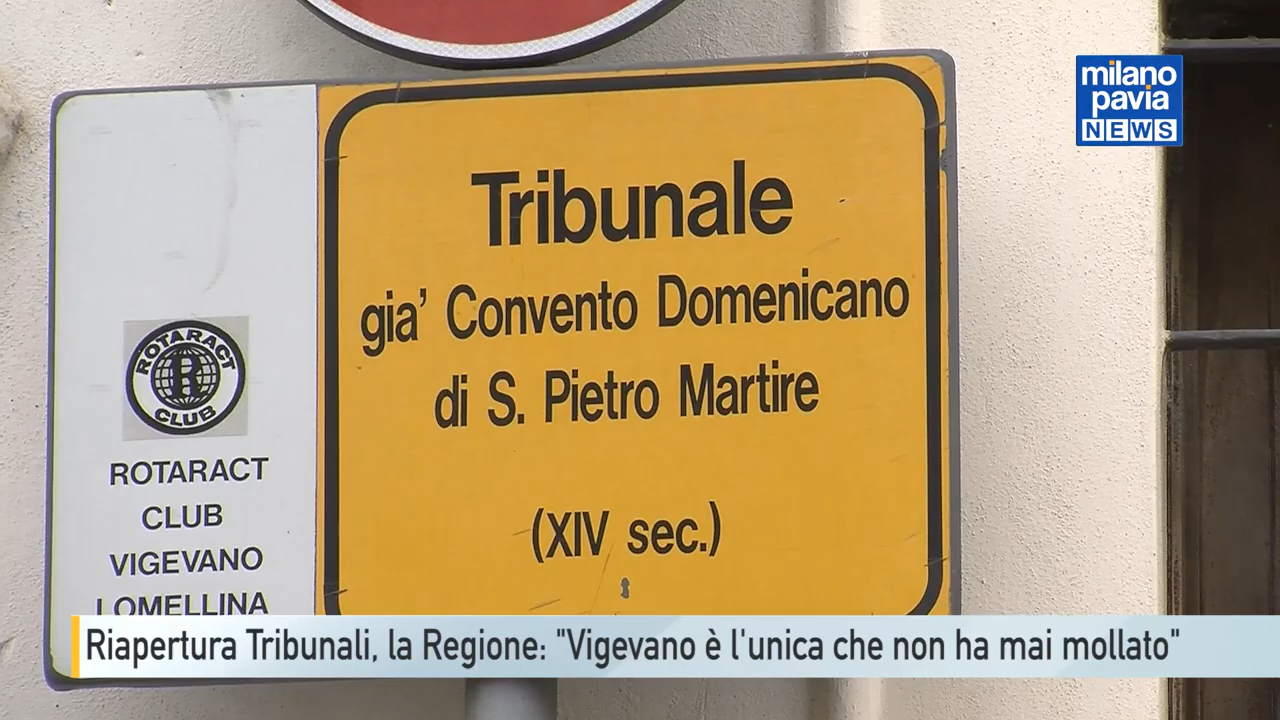 milano
pavia
NEWS
Tribunale
gia' Convento Domenicano
di S. Pietro Martire
(XIV sec.)
ROTARACT
R
CLUB
ROTARACT
CLUB
VIGEVANO
LOMELLINA
Riapertura Tribunali, la Regione: "Vigevano è l'unica che non ha mai mollato"